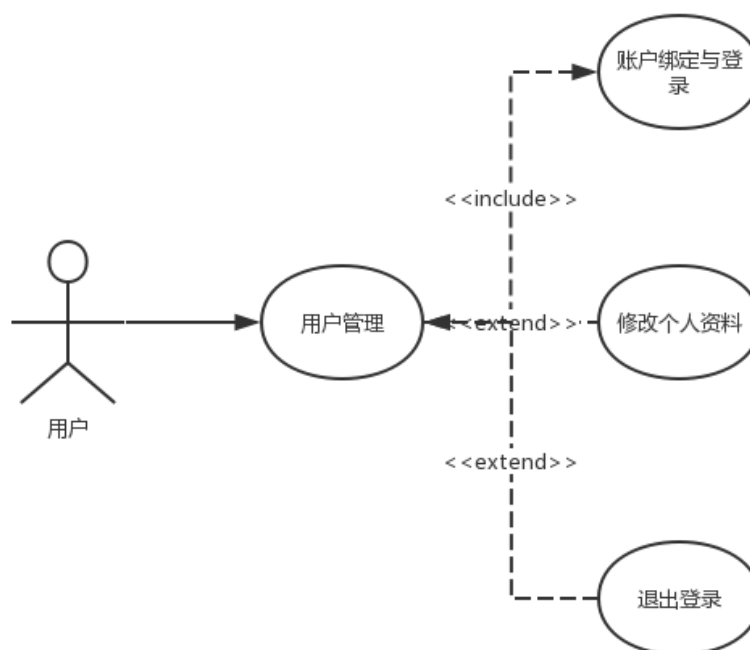 账户绑定与登
录
<<include>>
用户管理
<<extend>>
修改个人资料
用户
<<extend>>
退出登录